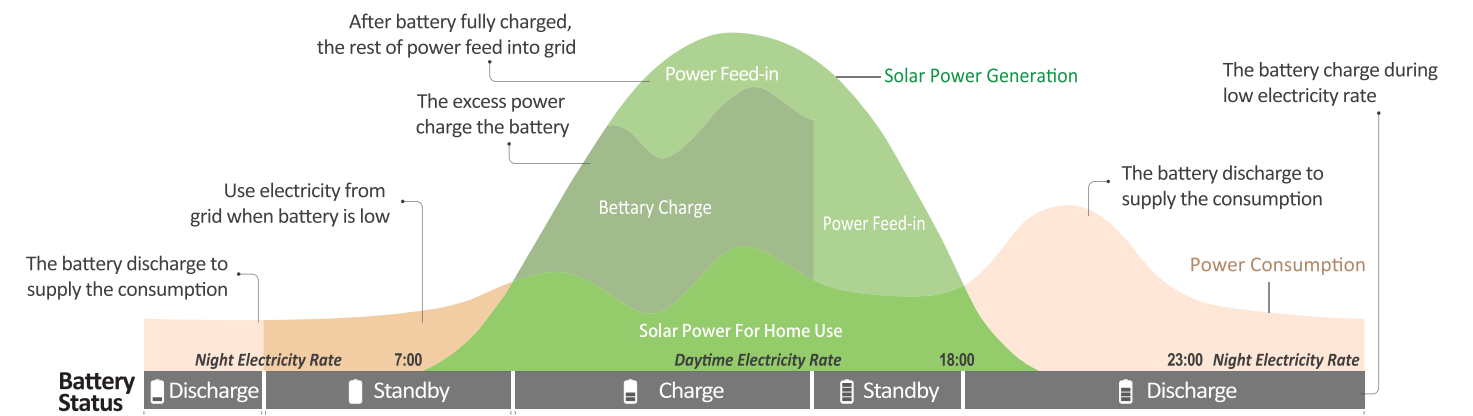 After battery fully charged,
the rest of power feed into grid
Power Feed-in
Solar Power Generation
The battery charge during
low electricity rate
The excess power
charge the battery
Use electricity from
grid when battery is low
Bettary Charge
Power Feed-in
The battery discharge to
supply the consumption
Power Consumption
The battery discharge to
supply the consumption
Solar Power For Home Use
Night Electricity Rate
7:00
Daytime Electricity Rate
18:00
23:00
Night Electricity Rate
Battery
Status
Discharge
Standby
Charge
Standby
Discharge